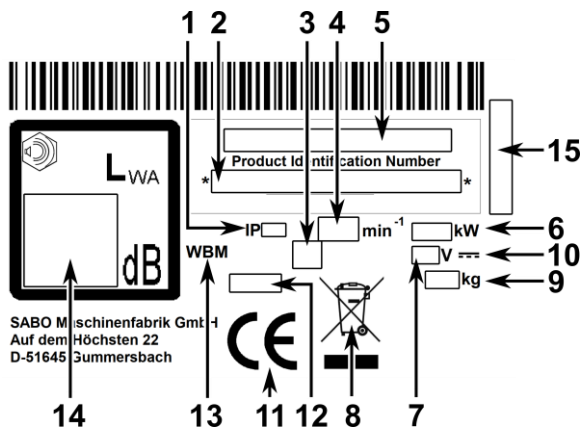 1 2 3 4 5
Product Identification Number
* *
15
LWA
IP min-1 kW 6
WBM V 10
kg 9
dB
SABO Maschinenfabrik GmbH
Auf dem Höchsten 22
D-51645 Gummersbach
CE
14 13 11 12 8 7